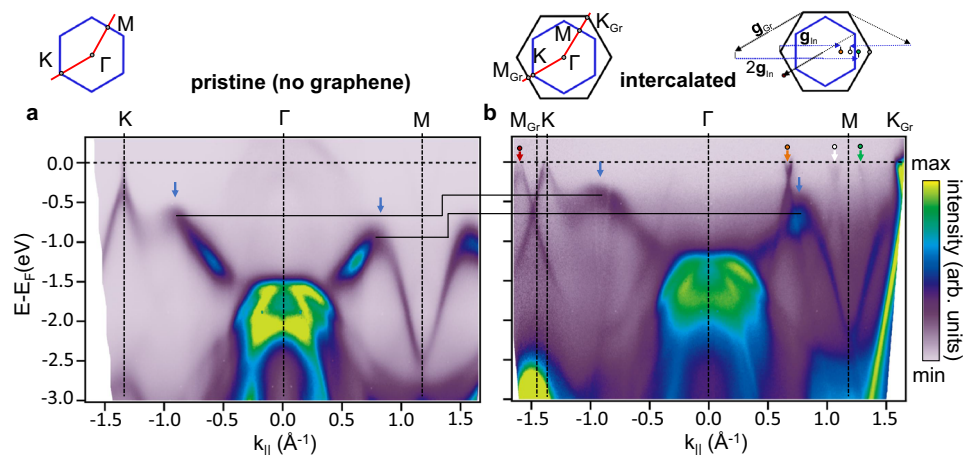 M
K
Γ
pristine (no graphene)
K_Gr
M
K
Γ
M_Gr
intercalated
g_Gr
g_In
2g_In
a
K
Γ
M
b
M_Gr
K
Γ
M
K_Gr
0.0
-0.5
-1.0
-1.5
-2.0
-2.5
-3.0
E-E_F(eV)
-1.0
-0.5
0.0
0.5
1.0
1.5
k_|| (Å⁻¹)
-1.5
-1.0
-0.5
0.0
0.5
1.0
1.5
k_|| (Å⁻¹)
max
intensity (arb. units)
min